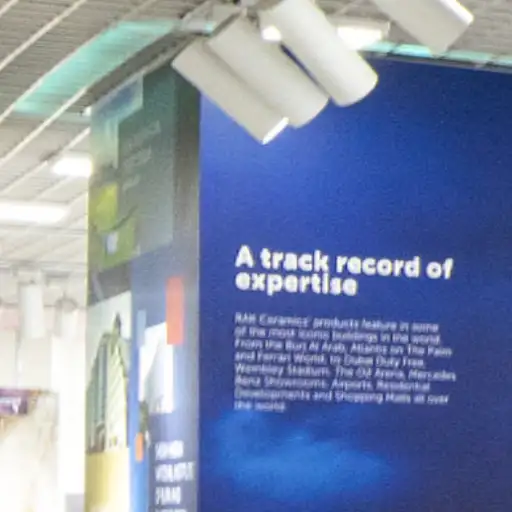 A track record of
expertise
RAK Ceramics' products feature in some
of the most iconic buildings in the world.
From the Burj Al Arab, Atlantis on The Palm
and Ferrari World, to Dubai Duty Free,
Wembley Stadium, The O2 Arena, Mercedes
Benz Showrooms, Airports, Residential
Developments and Shopping Malls all over
the world.